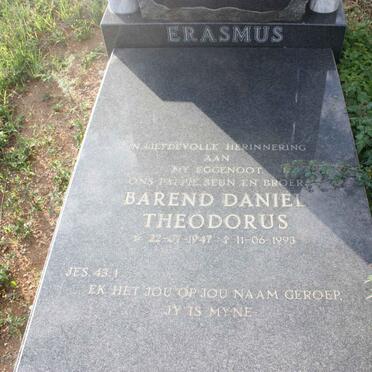 ERASMUS
IN LIEFDEVOLLE HERINNERING
AAN
MY EGGENOOT
ONS PAPPIE, SEUN EN BROER
BAREND DANIEL
THEODORUS
* 22-07-1947 † 11-06-1993
JES. 43:1
EK HET JOU OP JOU NAAM GEROEP,
JY IS MYNE